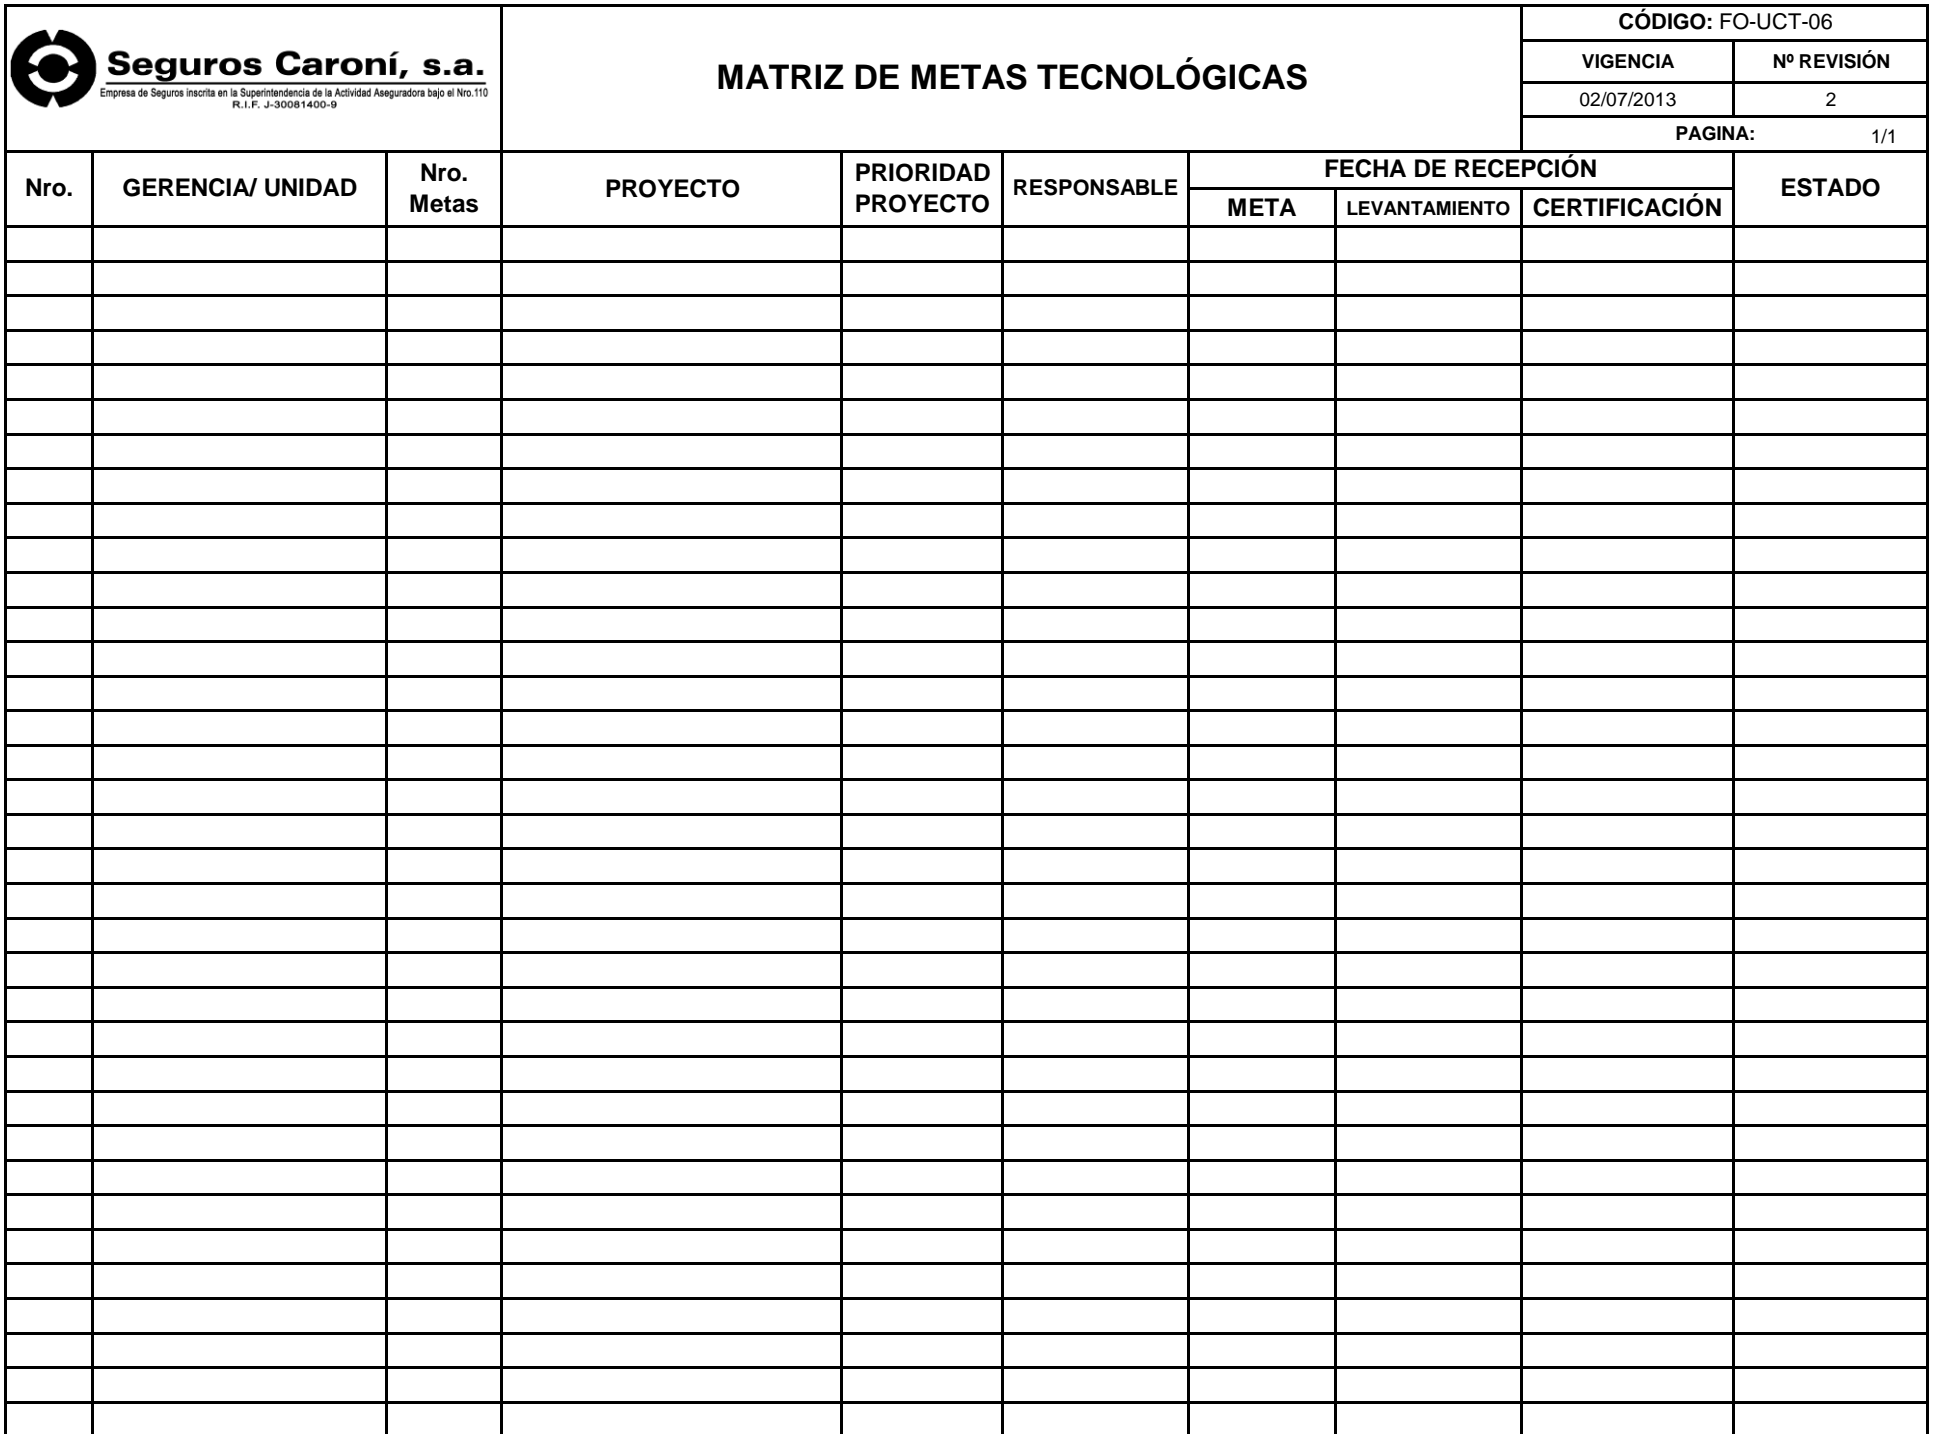 Seguros Caroní, s.a.
Empresa de Seguros inscrita en la Superintendencia de la Actividad Aseguradora bajo el Nro.110
R.I.F. J-30081400-9
MATRIZ DE METAS TECNOLÓGICAS
CÓDIGO: FO-UCT-06
VIGENCIA Nº REVISIÓN
02/07/2013 2
PAGINA: 1/1
Nro. GERENCIA/ UNIDAD Nro. Metas PROYECTO PRIORIDAD PROYECTO RESPONSABLE FECHA DE RECEPCIÓN ESTADO
META LEVANTAMIENTO CERTIFICACIÓN